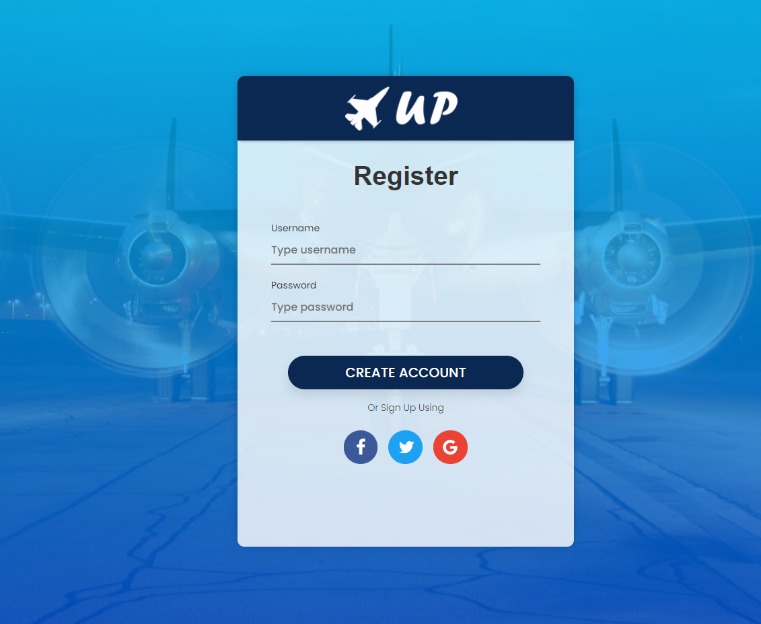 UP
Register
Username
Type username
Password
Type password
CREATE ACCOUNT
Or Sign Up Using
f
G